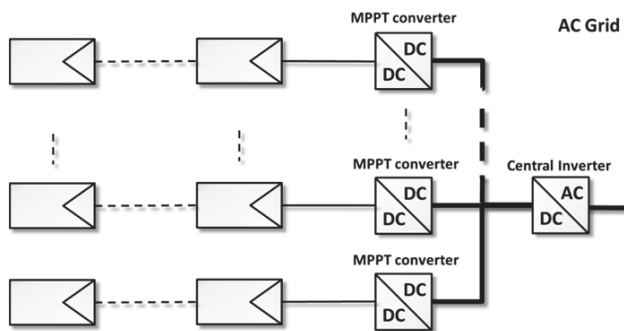 MPPT converter
AC Grid
DC
DC
MPPT converter
Central Inverter
DC
DC
AC
DC
MPPT converter
DC
DC